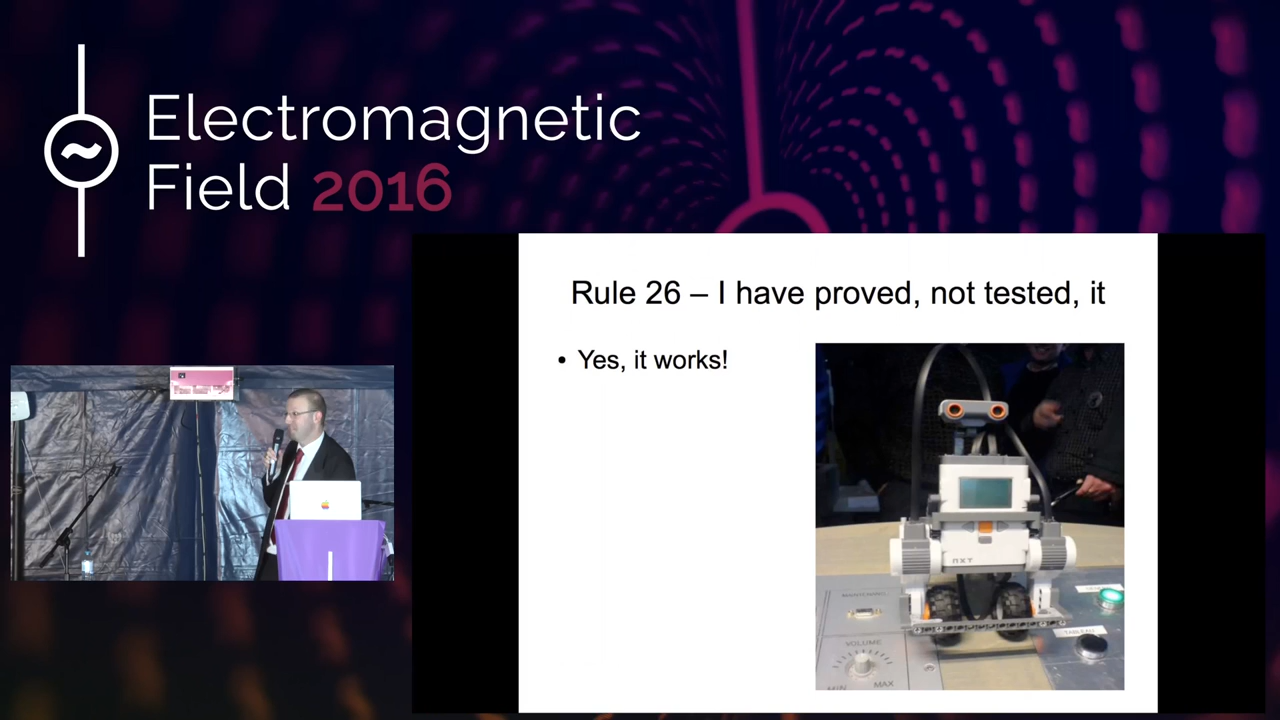 Electromagnetic
Field 2016
Rule 26 – I have proved, not tested, it
• Yes, it works!
NXT
VOLUME
MIN
MAX